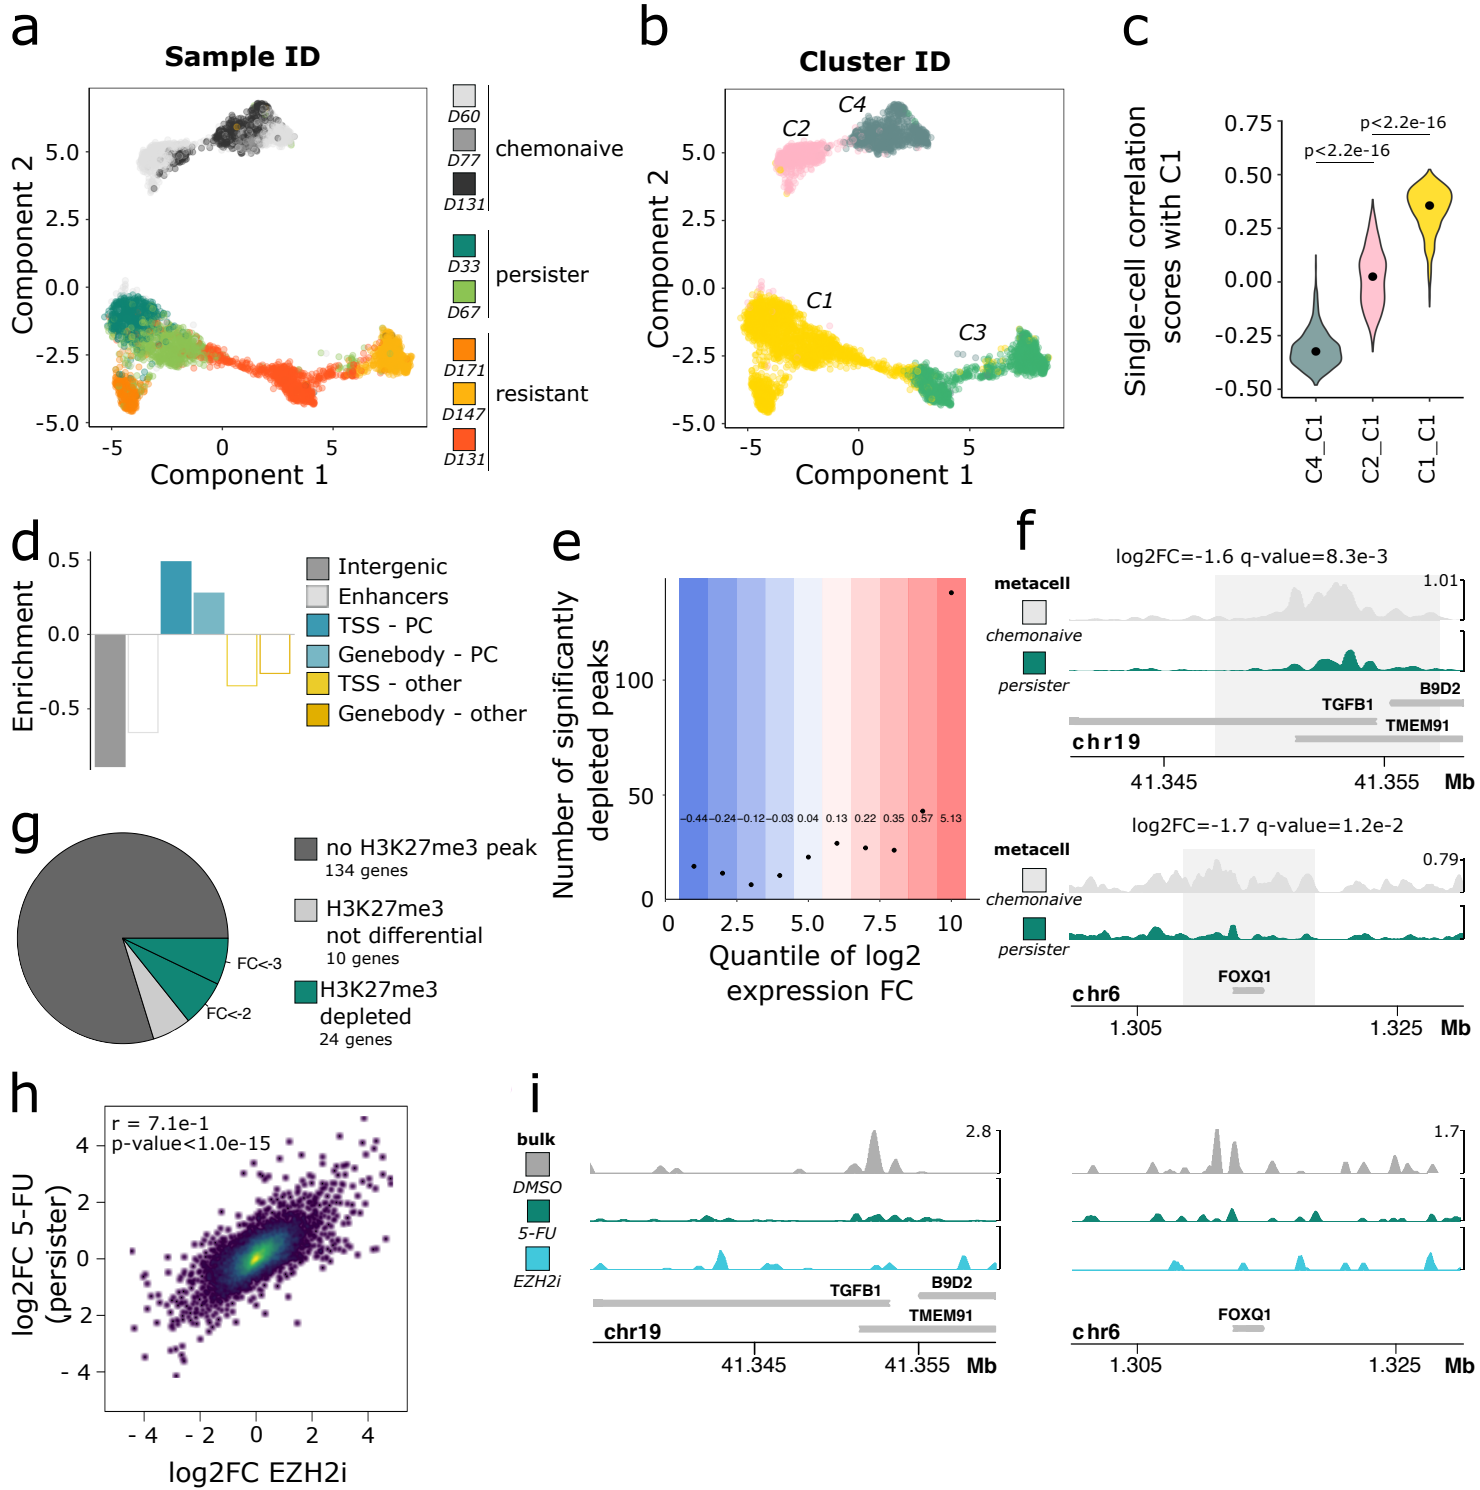 a
Sample ID
Component 2
5.0
2.5
0.0
-2.5
-5.0
-5
0
5
Component 1
D60
D77
D131
chemonaive
D33
D67
persister
D171
D147
D131
resistant
b
Cluster ID
Component 2
5.0
2.5
0.0
-2.5
-5.0
C4
C2
C1
C3
-5
0
5
Component 1
c
Single-cell correlation
scores with C1
0.75
0.50
0.25
0.00
-0.25
-0.50
p<2.2e-16
p<2.2e-16
C4_C1
C2_C1
C1_C1
d
Enrichment
0.5
0.0
-0.5
Intergenic
Enhancers
TSS - PC
Genebody - PC
TSS - other
Genebody - other
e
Number of significantly
depleted peaks
100
50
0
−0.44 −0.24 −0.12 −0.03 0.04 0.13 0.22 0.35 0.57 5.13
0 2.5 5.0 7.5 10
Quantile of log2
expression FC
f
log2FC=-1.6 q-value=8.3e-3
metacell
chemonaive
persister
1.01
B9D2
TGFB1
TMEM91
chr19
41.345 41.355 Mb
log2FC=-1.7 q-value=1.2e-2
metacell
chemonaive
persister
0.79
FOXQ1
chr6
1.305 1.325 Mb
g
FC<-3
FC<-2
no H3K27me3 peak
134 genes
H3K27me3
not differential
10 genes
H3K27me3
depleted
24 genes
h
r = 7.1e-1
p-value<1.0e-15
log2FC 5-FU
(persister)
4
2
0
2
- 4
- 4 - 2 0 2 4
log2FC EZH2i
i
bulk
DMSO
5-FU
EZH2i
2.8
B9D2
TGFB1
TMEM91
chr19
41.345 41.355 Mb
1.7
FOXQ1
chr6
1.305 1.325 Mb